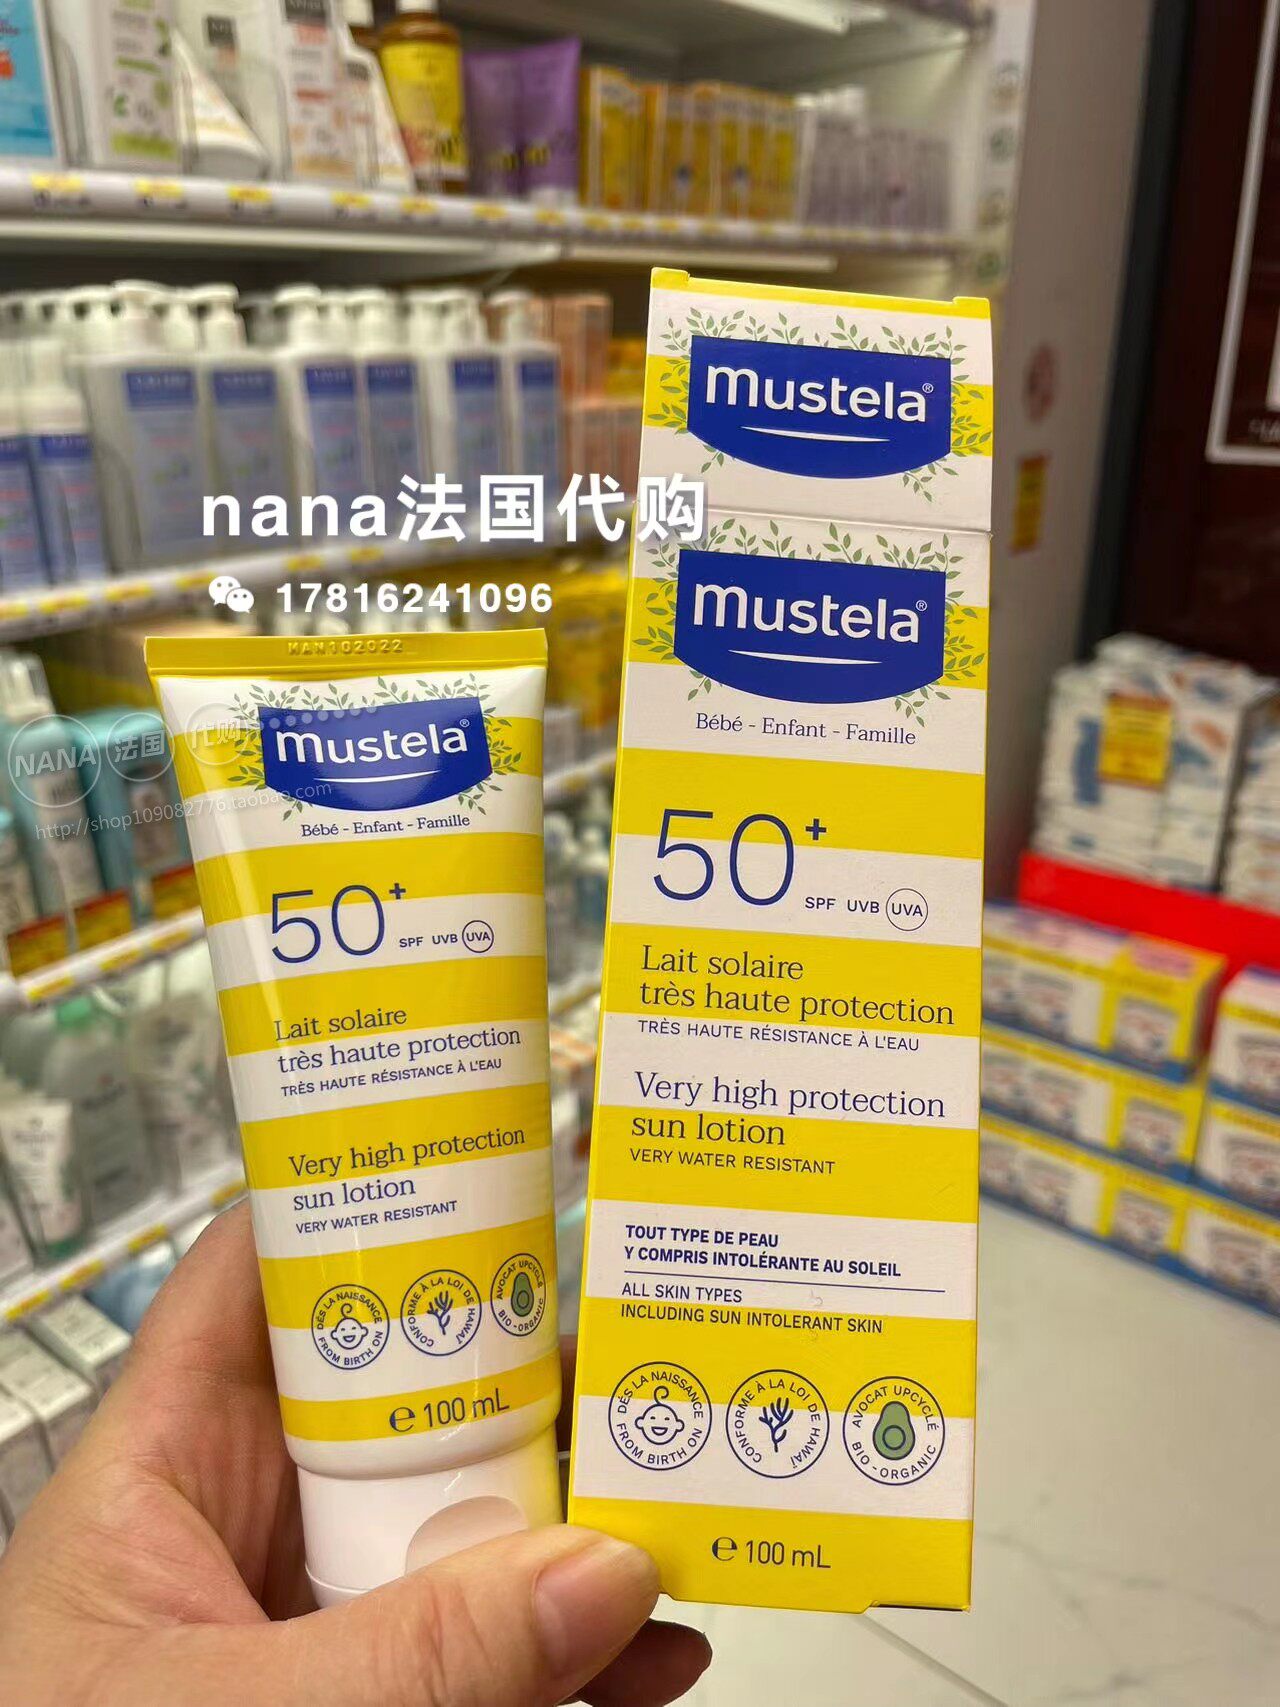 mustela®
nana法国代购
17816241096
mustela®
Bébé - Enfant - Famille
50+
SPF UVB UVA
Lait solaire
très haute protection
TRÈS HAUTE RÉSISTANCE À L'EAU
Very high protection
sun lotion
VERY WATER RESISTANT
TOUT TYPE DE PEAU
Y COMPRIS INTOLÉRANTE AU SOLEIL
ALL SKIN TYPES
INCLUDING SUN INTOLERANT SKIN
DÈS LA NAISSANCE
FROM BIRTH ON
CONFORME À LA LOI DE HAWAÏ
AVOCAT UPCYCLÉ
BIO-ORGANIC
e 100 mL
MAN102022
NANA 法国 代购
http://shop109082776.taobao.com
mustela®
Bébé - Enfant - Famille
50+
SPF UVB UVA
Lait solaire
très haute protection
TRÈS HAUTE RÉSISTANCE À L'EAU
Very high protection
sun lotion
VERY WATER RESISTANT
DÈS LA NAISSANCE
FROM BIRTH ON
CONFORME À LA LOI DE HAWAÏ
AVOCAT UPCYCLÉ
BIO-ORGANIC
e 100 mL